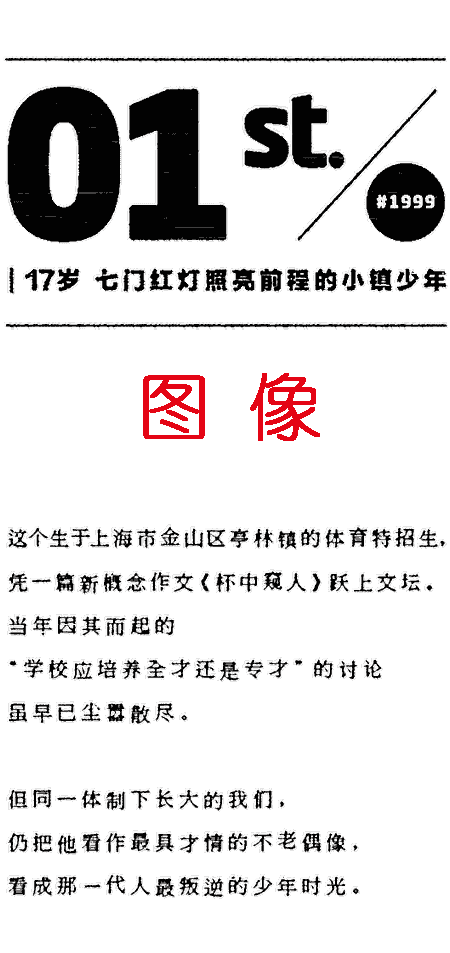 01 st.
#1999
| 17岁 七门红灯照亮前程的小镇少年
图 像
这个生于上海市金山区亭林镇的体育特招生,
凭一篇新概念作文《杯中窥人》跃上文坛。
当年因其而起的
“学校应培养全才还是专才”的讨论
虽早已尘嚣散尽。
但同一体制下长大的我们,
仍把他看作最具才情的不老偶像,
看成那一代人最叛逆的少年时光。